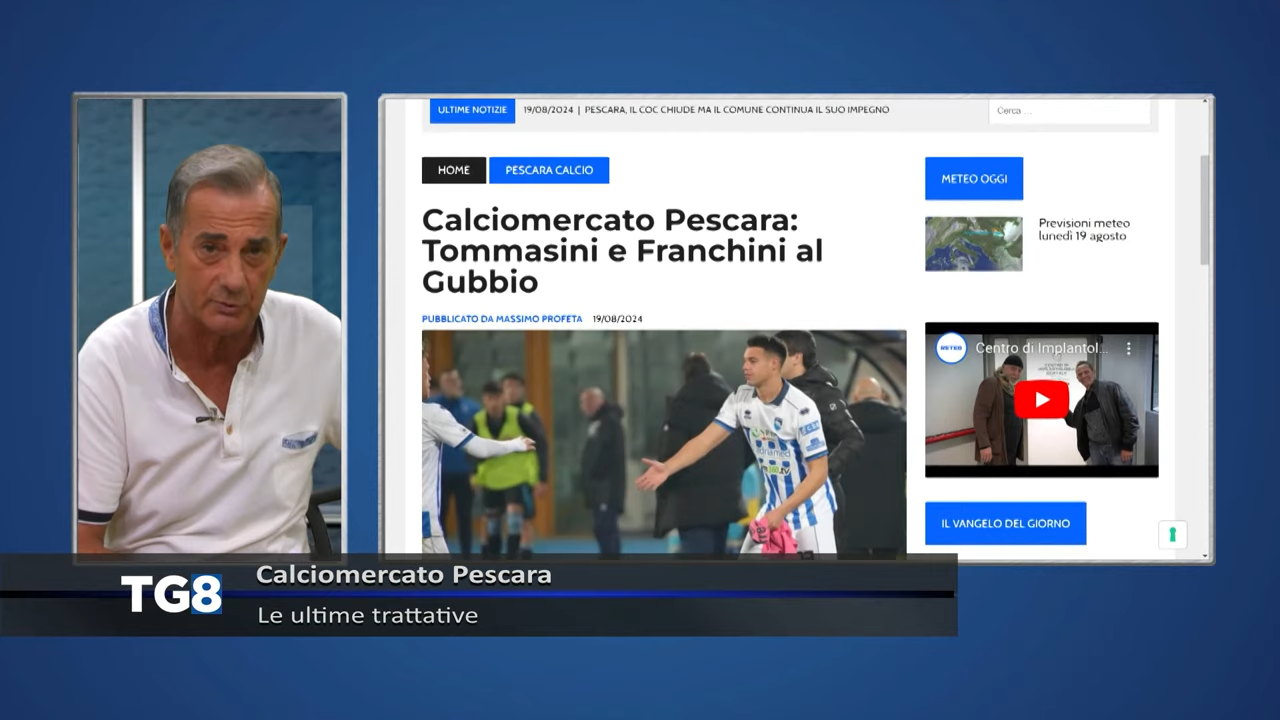 ULTIME NOTIZIE
19/08/2024 | PESCARA, IL COC CHIUDE MA IL COMUNE CONTINUA IL SUO IMPEGNO
Cerca …
HOME
PESCARA CALCIO
METEO OGGI
Calciomercato Pescara:
Tommasini e Franchini al
Gubbio
Previsioni meteo
lunedì 19 agosto
PUBBLICATO DA MASSIMO PROFETA 19/08/2024
RETE8
Centro di Implantol...
IL VANGELO DEL GIORNO
TG8
Calciomercato Pescara
Le ultime trattative